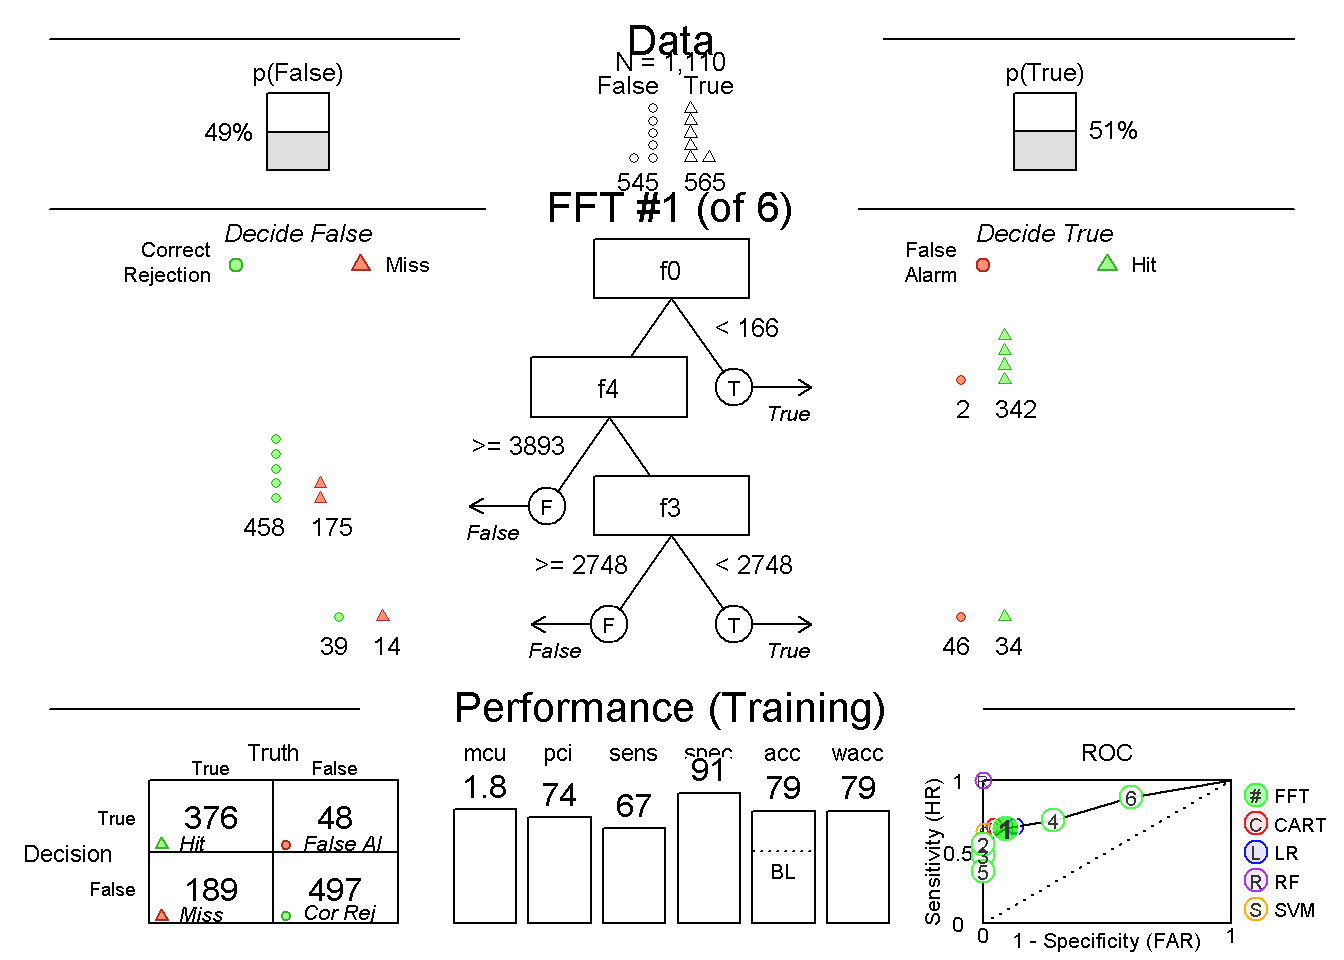 Data
N = 1,110
p(False)
p(True)
False True
49%
51%
545 565
FFT #1 (of 6)
Decide False
Decide True
Correct
Rejection
Miss
False
Alarm
Hit
f0
< 166
f4
T
True
2 342
>= 3893
F
False
458 175
f3
>= 2748
< 2748
F
False
T
True
39 14
46 34
Performance (Training)
Truth
True False
Decision
True
376
Hit
48
False Al
False
189
Miss
497
Cor Rej
mcu pci sens spec acc wacc
1.8 74 67 91 79 79
BL
ROC
Sensitivity (HR)
1
0.5
0
0
1
1 - Specificity (FAR)
1
2
3
4
5
6
# FFT
C CART
L LR
R RF
S SVM